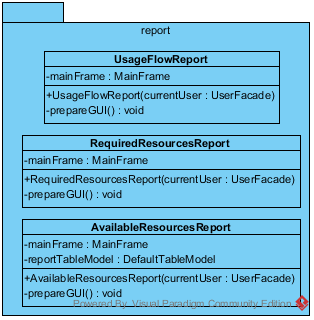 report
UsageFlowReport
-mainFrame : MainFrame
+UsageFlowReport(currentUser : UserFacade)
-prepareGUI() : void
RequiredResourcesReport
-mainFrame : MainFrame
+RequiredResourcesReport(currentUser : UserFacade)
-prepareGUI() : void
AvailableResourcesReport
-mainFrame : MainFrame
-reportTableModel : DefaultTableModel
+AvailableResourcesReport(currentUser : UserFacade)
-prepareGUI() : void
Powered By Visual Paradigm Community Edition